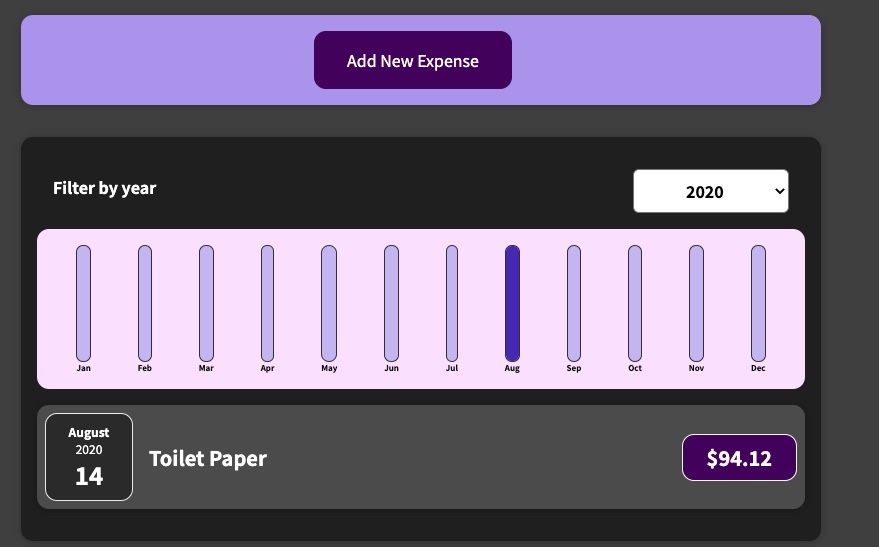 Add New Expense
Filter by year
2020
Jan Feb Mar Apr May Jun Jul Aug Sep Oct Nov Dec
August
2020
14
Toilet Paper
$94.12